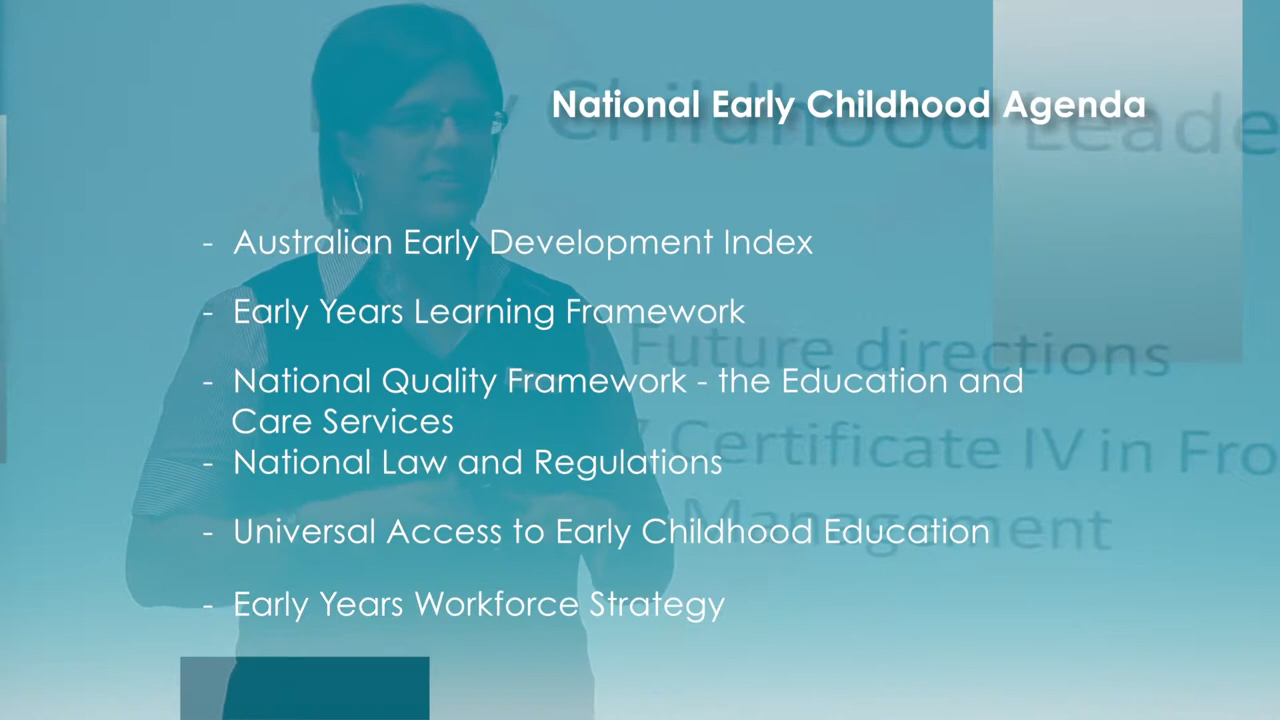 National Early Childhood Agenda
Childhood Leade
- Australian Early Development Index
- Early Years Learning Framework
Future directions
- National Quality Framework - the Education and
Care Services
Certificate IV in Fro
- National Law and Regulations
Management
- Universal Access to Early Childhood Education
- Early Years Workforce Strategy